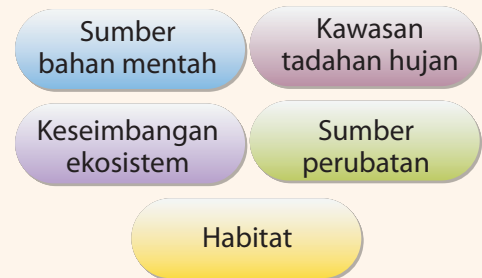 Sumber
bahan mentah
Kawasan
tadahan hujan
Keseimbangan
ekosistem
Sumber
perubatan
Habitat